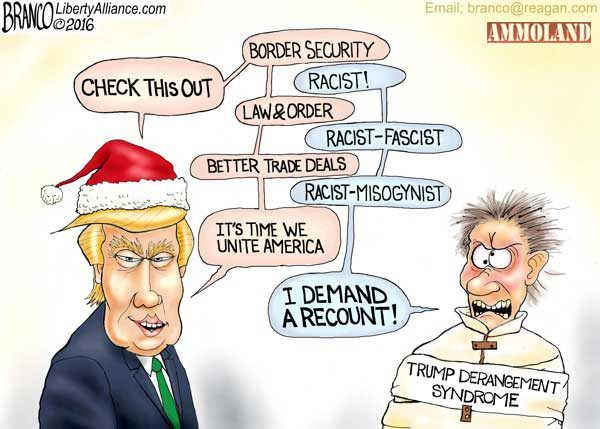 BRANCO LibertyAlliance.com
©2016
Email; branco@reagan.com
AMMOLAND
CHECK THIS OUT
BORDER SECURITY
RACIST!
LAW & ORDER
RACIST-FASCIST
BETTER TRADE DEALS
RACIST-MISOGYNIST
IT'S TIME WE
UNITE AMERICA
I DEMAND
A RECOUNT!
TRUMP DERANGEMENT
SYNDROME